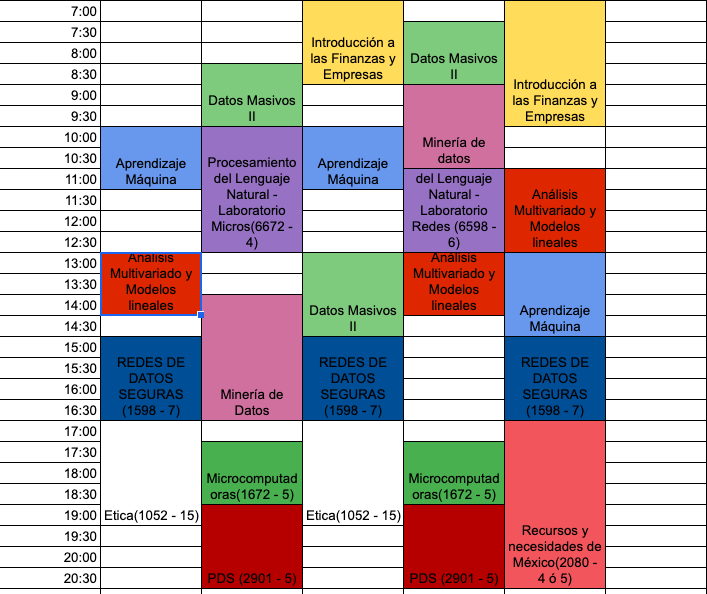 7:00
7:30
8:00
8:30
9:00
9:30
10:00
10:30
11:00
11:30
12:00
12:30
13:00
13:30
14:00
14:30
15:00
15:30
16:00
16:30
17:00
17:30
18:00
18:30
19:00
19:30
20:00
20:30
Aprendizaje
Máquina
Análisis
Multivariado y
Modelos
lineales
REDES DE
DATOS
SEGURAS
(1598 - 7)
Etica(1052 - 15)
Datos Masivos
II
Procesamiento
del Lenguaje
Natural -
Laboratorio
Micros(6672 -
4)
Minería de
Datos
Microcomputad
oras(1672 - 5)
PDS (2901 - 5)
Introducción a
las Finanzas y
Empresas
Aprendizaje
Máquina
Datos Masivos
II
REDES DE
DATOS
SEGURAS
(1598 - 7)
Etica(1052 - 15)
Datos Masivos
II
Minería de
datos
del Lenguaje
Natural -
Laboratorio
Redes (6598 -
6)
Análisis
Multivariado y
Modelos
lineales
Microcomputad
oras(1672 - 5)
PDS (2901 - 5)
Introducción a
las Finanzas y
Empresas
Análisis
Multivariado y
Modelos
lineales
Aprendizaje
Máquina
REDES DE
DATOS
SEGURAS
(1598 - 7)
Recursos y
necesidades de
México(2080 -
4 ó 5)